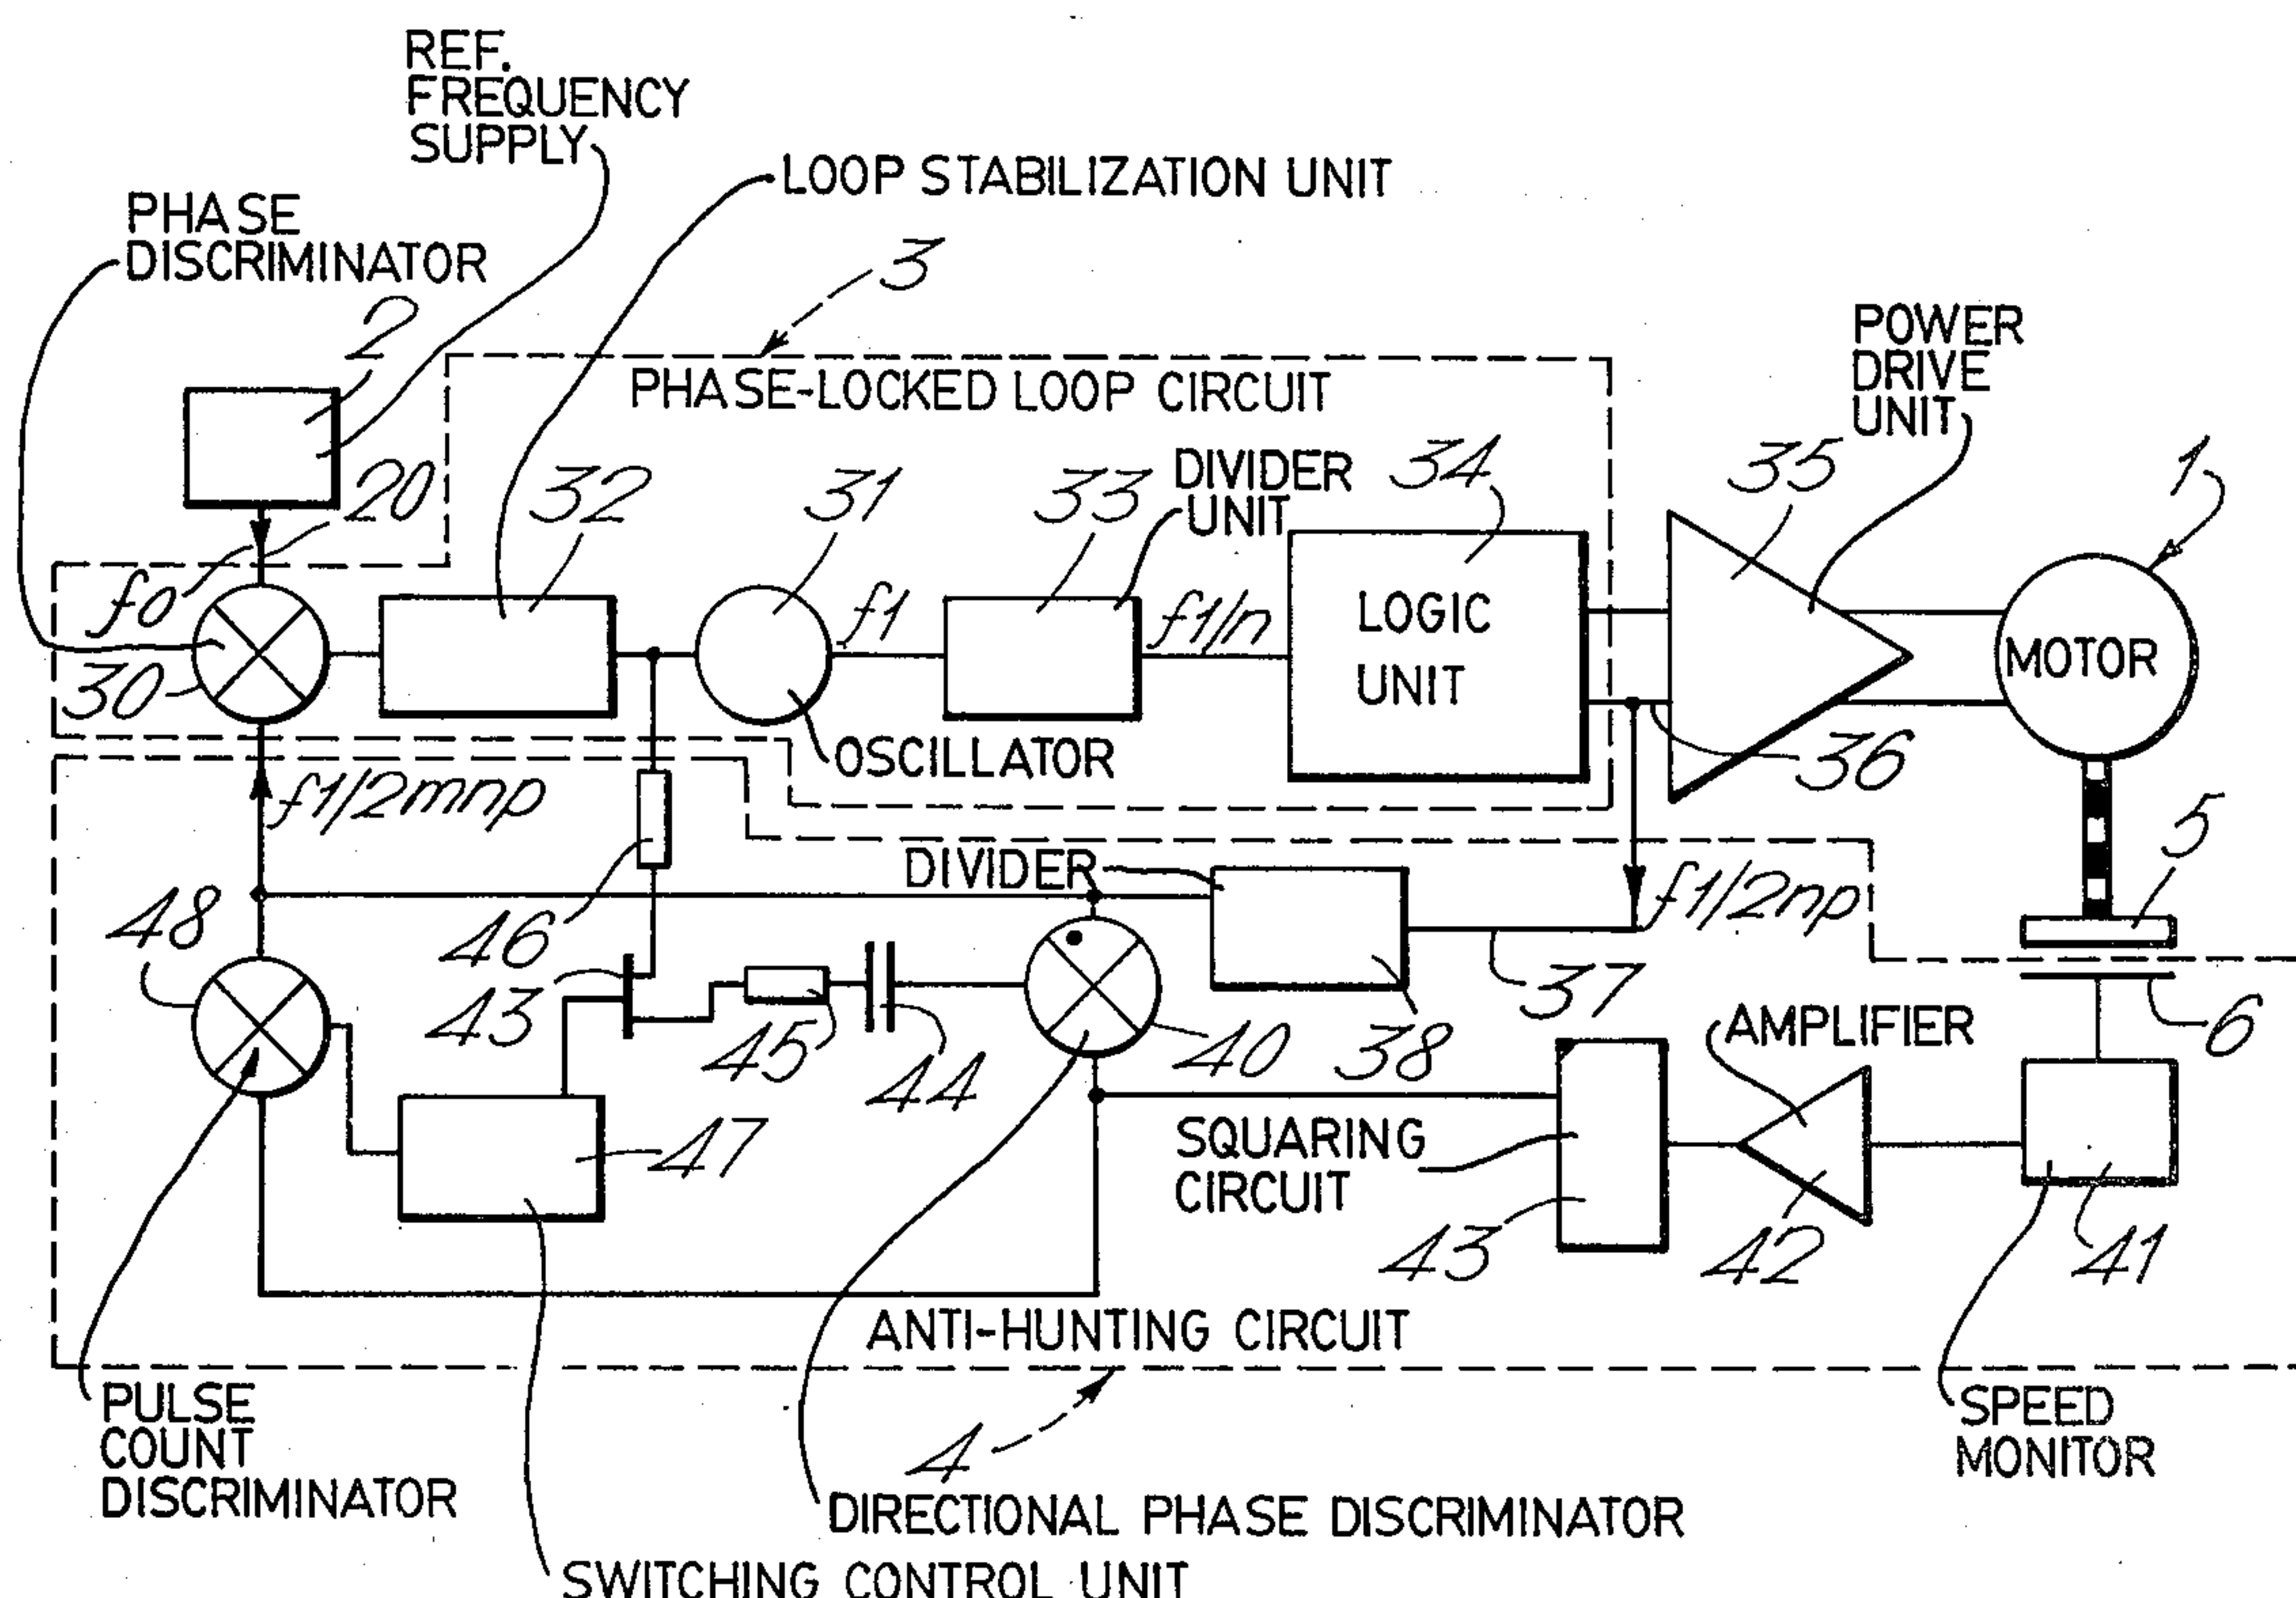 REF.
FREQUENCY
SUPPLY
LOOP STABILIZATION UNIT
PHASE
DISCRIMINATOR
3
2
POWER
DRIVE
UNIT
PHASE-LOCKED LOOP CIRCUIT
20
32
31
33
DIVIDER
UNIT
34
35
1
f0
f1
f1/n
LOGIC
UNIT
MOTOR
30
OSCILLATOR
36
f1/2mnp
5
DIVIDER
f1/2np
48
46
43
45
44
40
38
37
AMPLIFIER
6
47
SQUARING
CIRCUIT
43
42
41
ANTI-HUNTING CIRCUIT
PULSE
COUNT
DISCRIMINATOR
4
SPEED
MONITOR
DIRECTIONAL PHASE DISCRIMINATOR
SWITCHING CONTROL UNIT